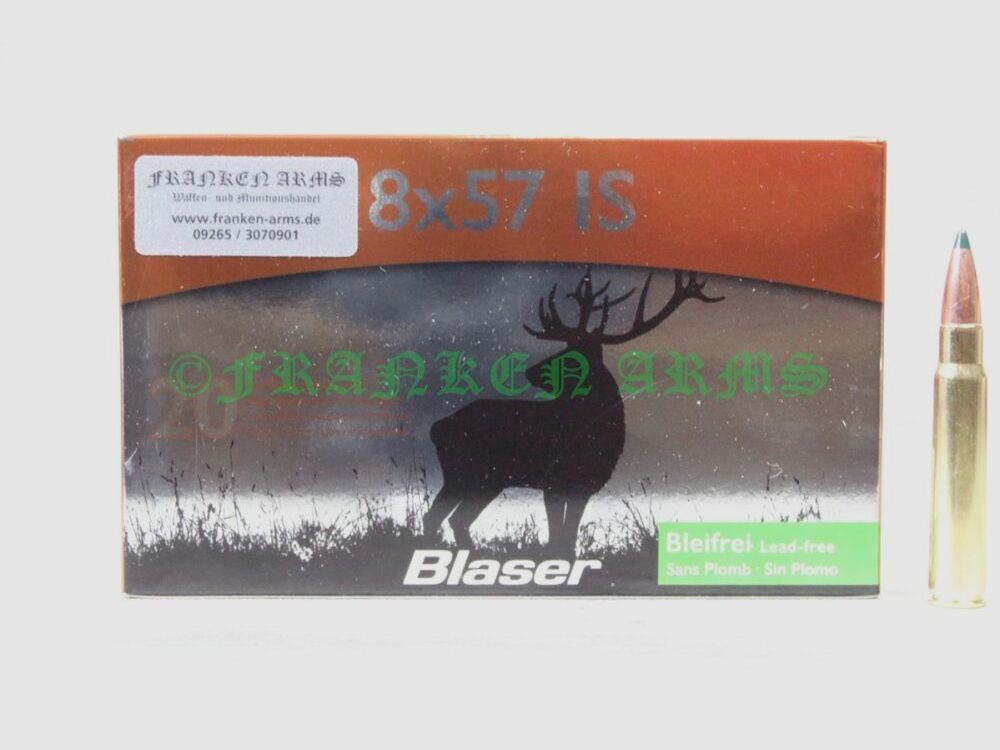 FRANKEN ARMS
Waffen- und Munitionshandel
www.franken-arms.de
09265 / 3070901
8x57 IS
©FRANKEN ARMS
20
Blaser
Bleifrei · Lead-free
Sans Plomb · Sin Plomo